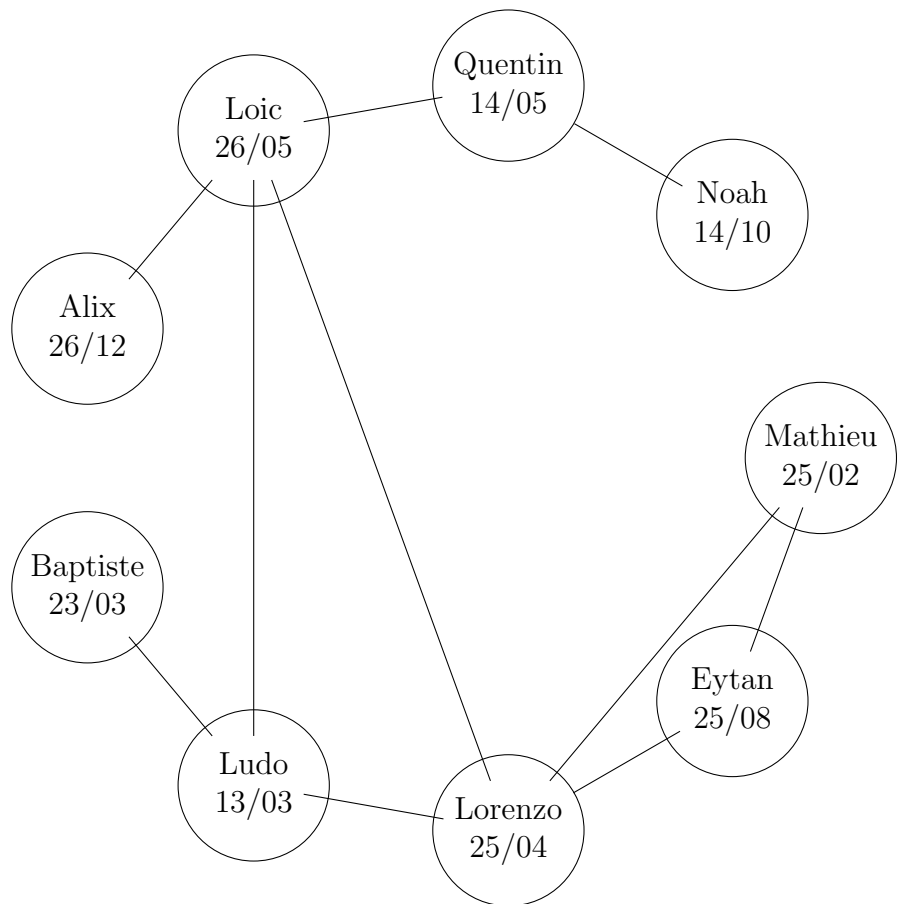 Quentin
14/05
Loic
26/05
Noah
14/10
Alix
26/12
Mathieu
25/02
Baptiste
23/03
Eytan
25/08
Ludo
13/03
Lorenzo
25/04